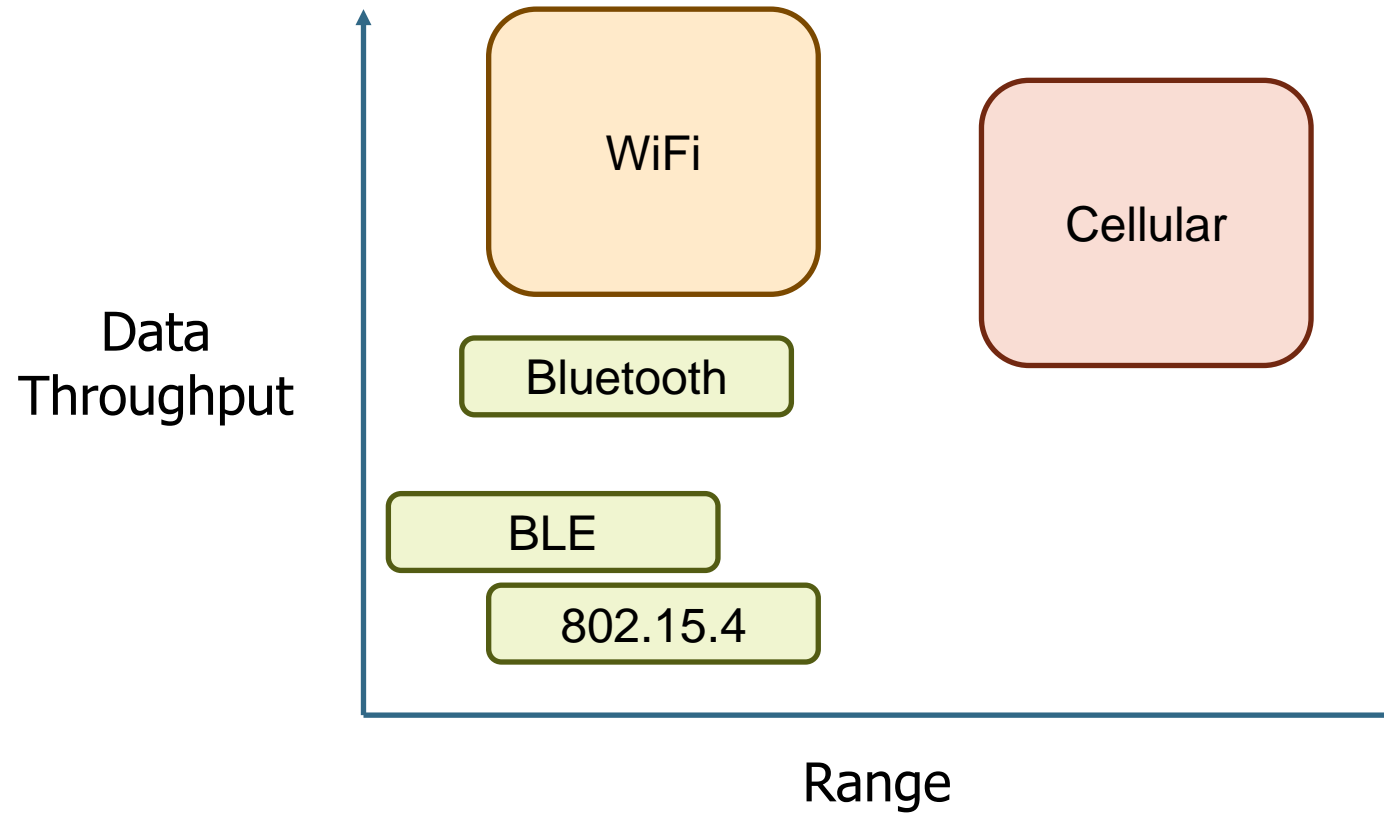 WiFi
Cellular
Data
Throughput
Bluetooth
BLE
802.15.4
Range